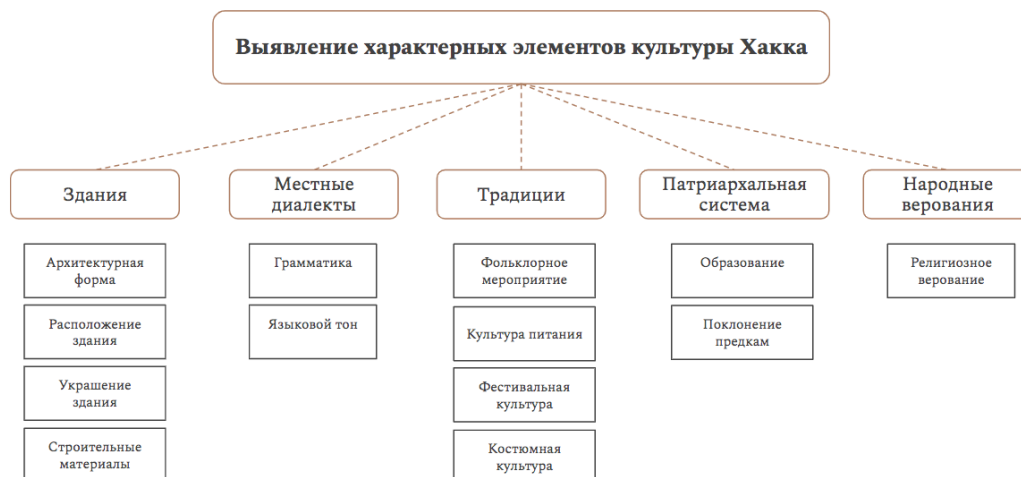 Выявление характерных элементов культуры Хакка
Здания
Местные
диалекты
Традиции
Патриархальная
система
Народные
верования
Архитектурная
форма
Расположение
здания
Украшение
здания
Строительные
материалы
Грамматика
Языковой тон
Фольклорное
мероприятие
Культура питания
Фестивальная
культура
Костюмная
культура
Образование
Поклонение
предкам
Религиозное
верование